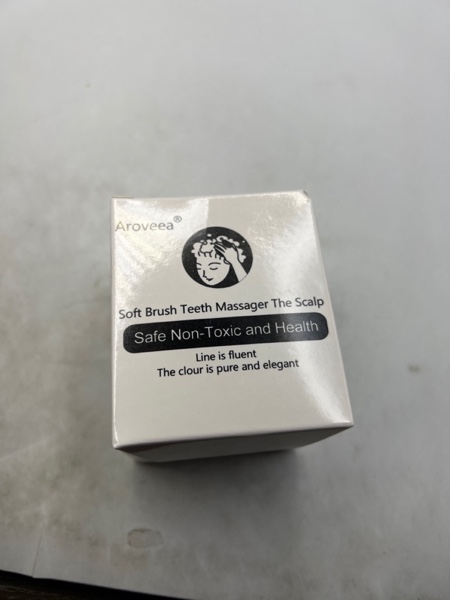 Aroveea®
Soft Brush Teeth Massager The Scalp
Safe Non-Toxic and Health
Line is fluent
The clour is pure and elegant